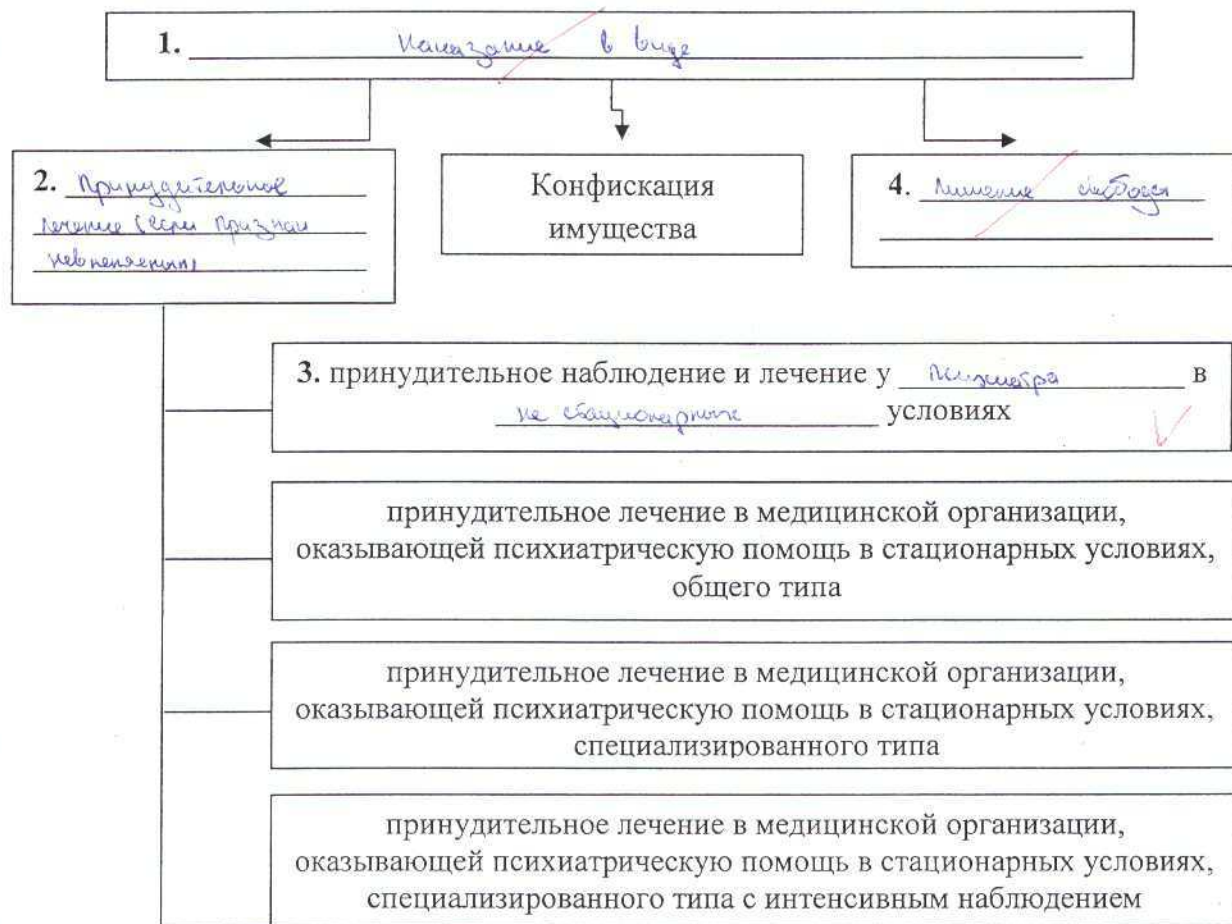 1. Наказание в виде
2. Принудительное
лечение (если признан
невменяемым)
Конфискация
имущества
4. Лишение свободы
3. принудительное наблюдение и лечение у психиатра в
не стационарных условиях
принудительное лечение в медицинской организации,
оказывающей психиатрическую помощь в стационарных условиях,
общего типа
принудительное лечение в медицинской организации,
оказывающей психиатрическую помощь в стационарных условиях,
специализированного типа
принудительное лечение в медицинской организации,
оказывающей психиатрическую помощь в стационарных условиях,
специализированного типа с интенсивным наблюдением